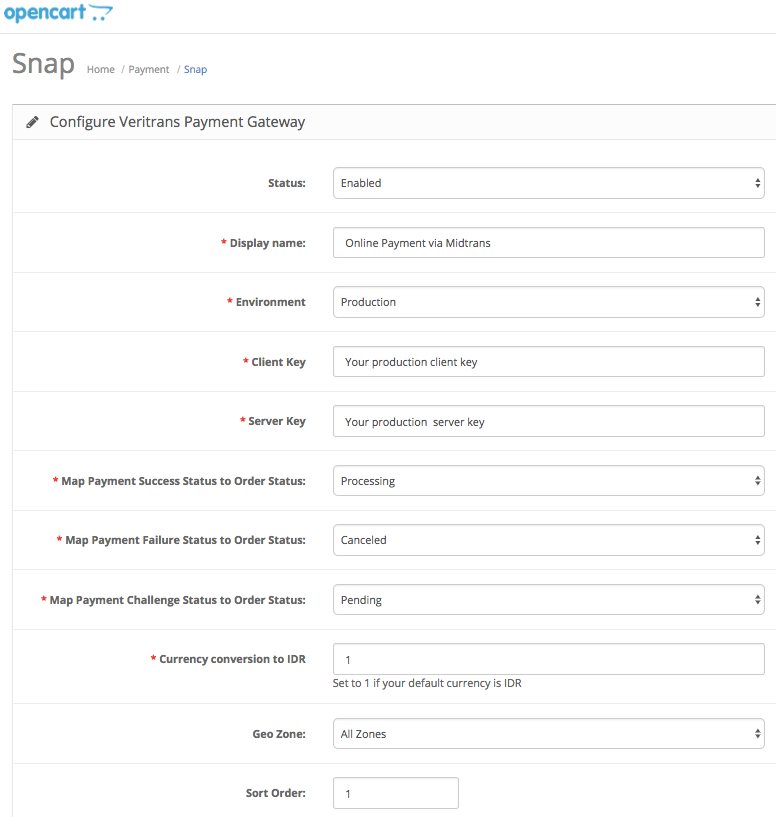 opencart
Snap Home / Payment / Snap
Configure Veritrans Payment Gateway
Status: Enabled
* Display name: Online Payment via Midtrans
* Environment Production
* Client Key Your production client key
* Server Key Your production server key
* Map Payment Success Status to Order Status: Processing
* Map Payment Failure Status to Order Status: Canceled
* Map Payment Challenge Status to Order Status: Pending
* Currency conversion to IDR 1
Set to 1 if your default currency is IDR
Geo Zone: All Zones
Sort Order: 1